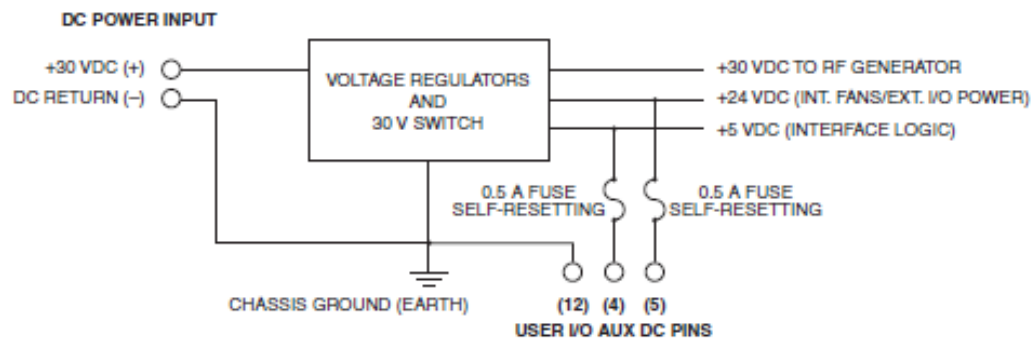 DC POWER INPUT
+30 VDC (+)
DC RETURN (–)
VOLTAGE REGULATORS
AND
30 V SWITCH
+30 VDC TO RF GENERATOR
+24 VDC (INT. FANS/EXT. I/O POWER)
+5 VDC (INTERFACE LOGIC)
0.5 A FUSE
SELF-RESETTING
0.5 A FUSE
SELF-RESETTING
CHASSIS GROUND (EARTH)
(12) (4) (5)
USER I/O AUX DC PINS